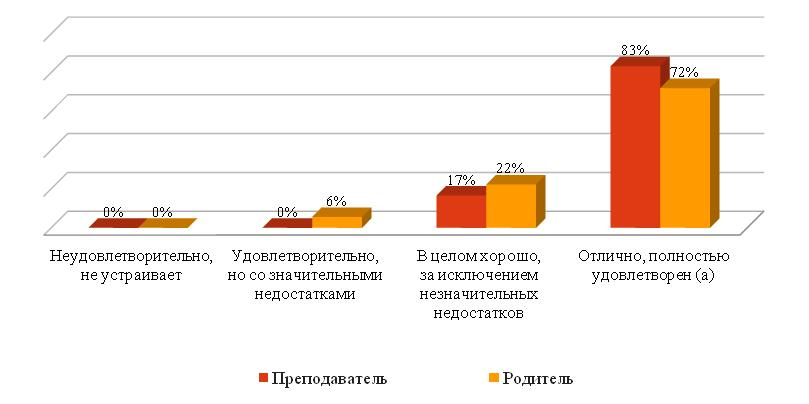 83%
72%
17%
22%
0%
0%
0%
6%
Неудовлетворительно,
не устраивает
Удовлетворительно,
но со значительными
недостатками
В целом хорошо,
за исключением
незначительных
недостатков
Отлично, полностью
удовлетворен (а)
Преподаватель
Родитель